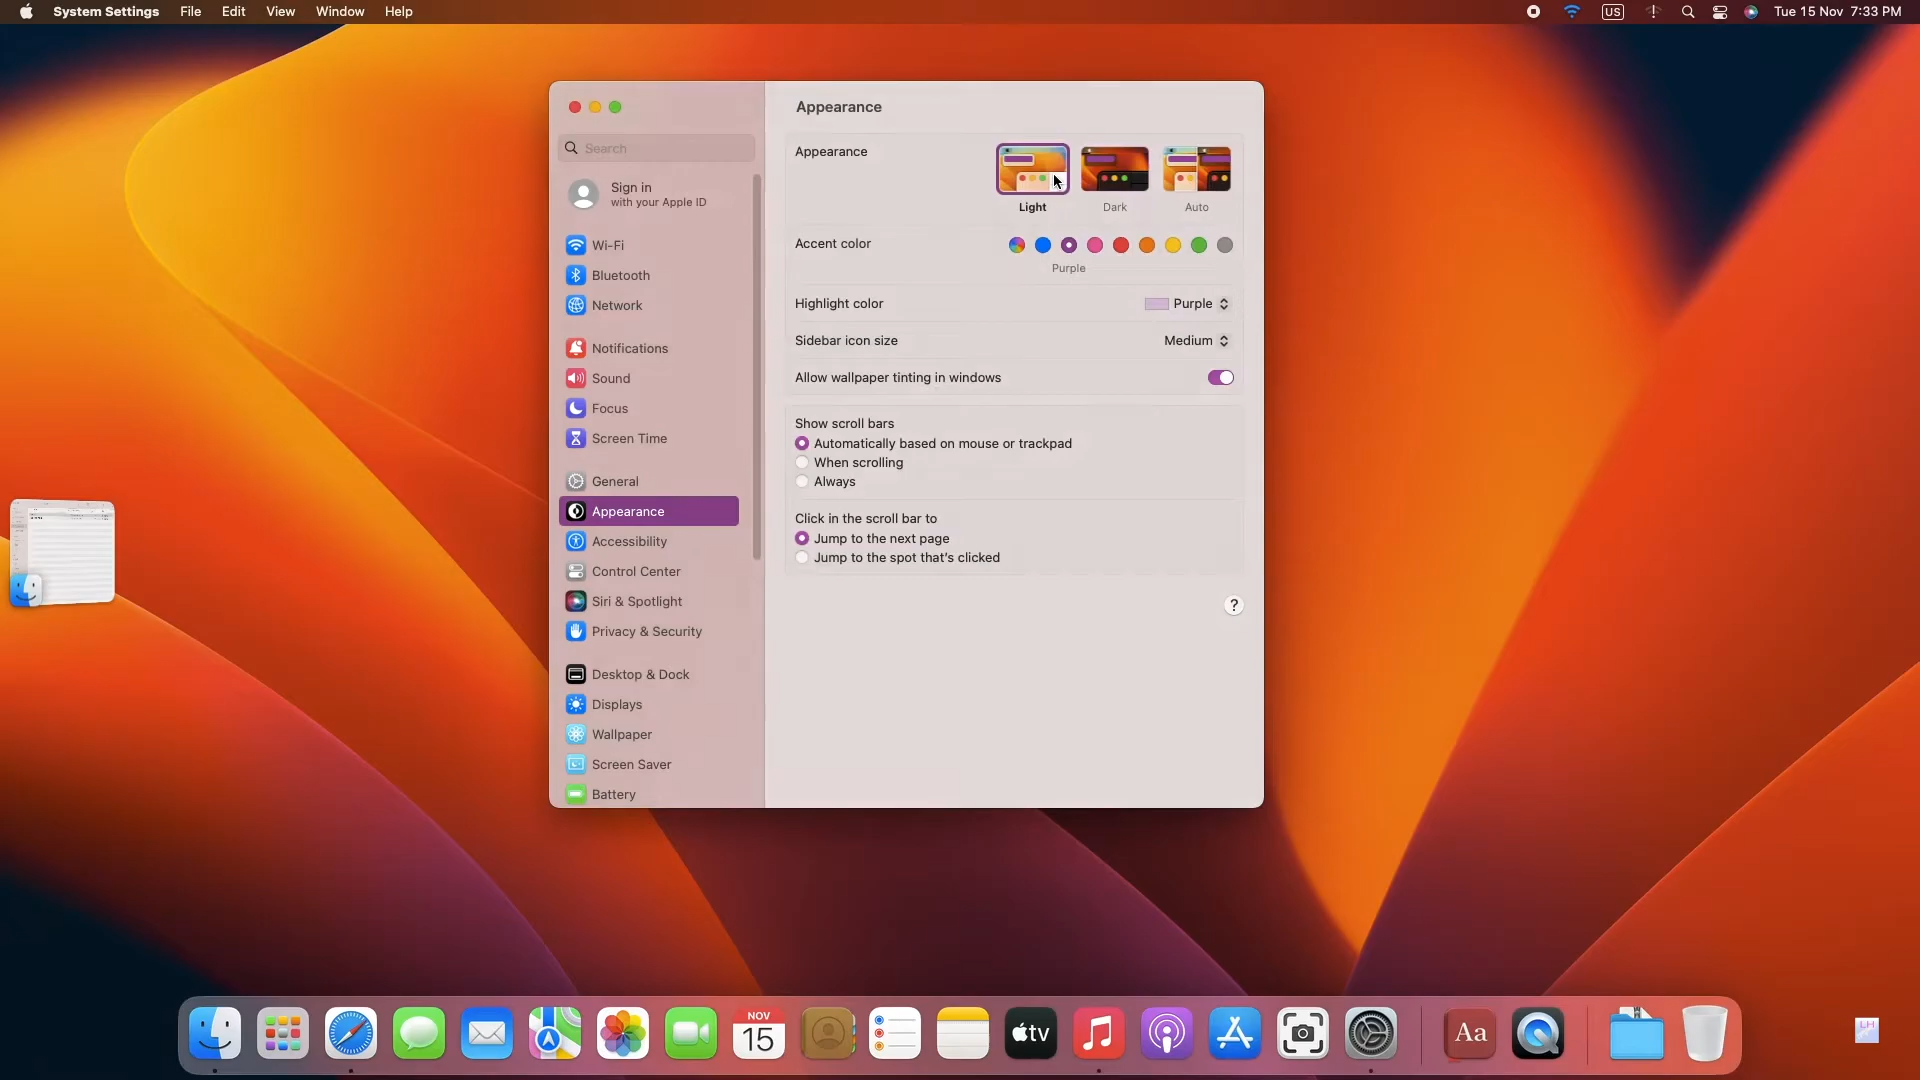 System Settings File Edit View Window Help US Tue 15 Nov 7:33 PM
Appearance
Search
Sign in
with your Apple ID
Wi-Fi
Bluetooth
Network
Notifications
Sound
Focus
Screen Time
General
Appearance
Accessibility
Control Center
Siri & Spotlight
Privacy & Security
Desktop & Dock
Displays
Wallpaper
Screen Saver
Battery
Appearance
Light Dark Auto
Accent color
Purple
Highlight color Purple
Sidebar icon size Medium
Allow wallpaper tinting in windows
Show scroll bars
Automatically based on mouse or trackpad
When scrolling
Always
Click in the scroll bar to
Jump to the next page
Jump to the spot that's clicked
?
NOV
15
tv
Aa
LH